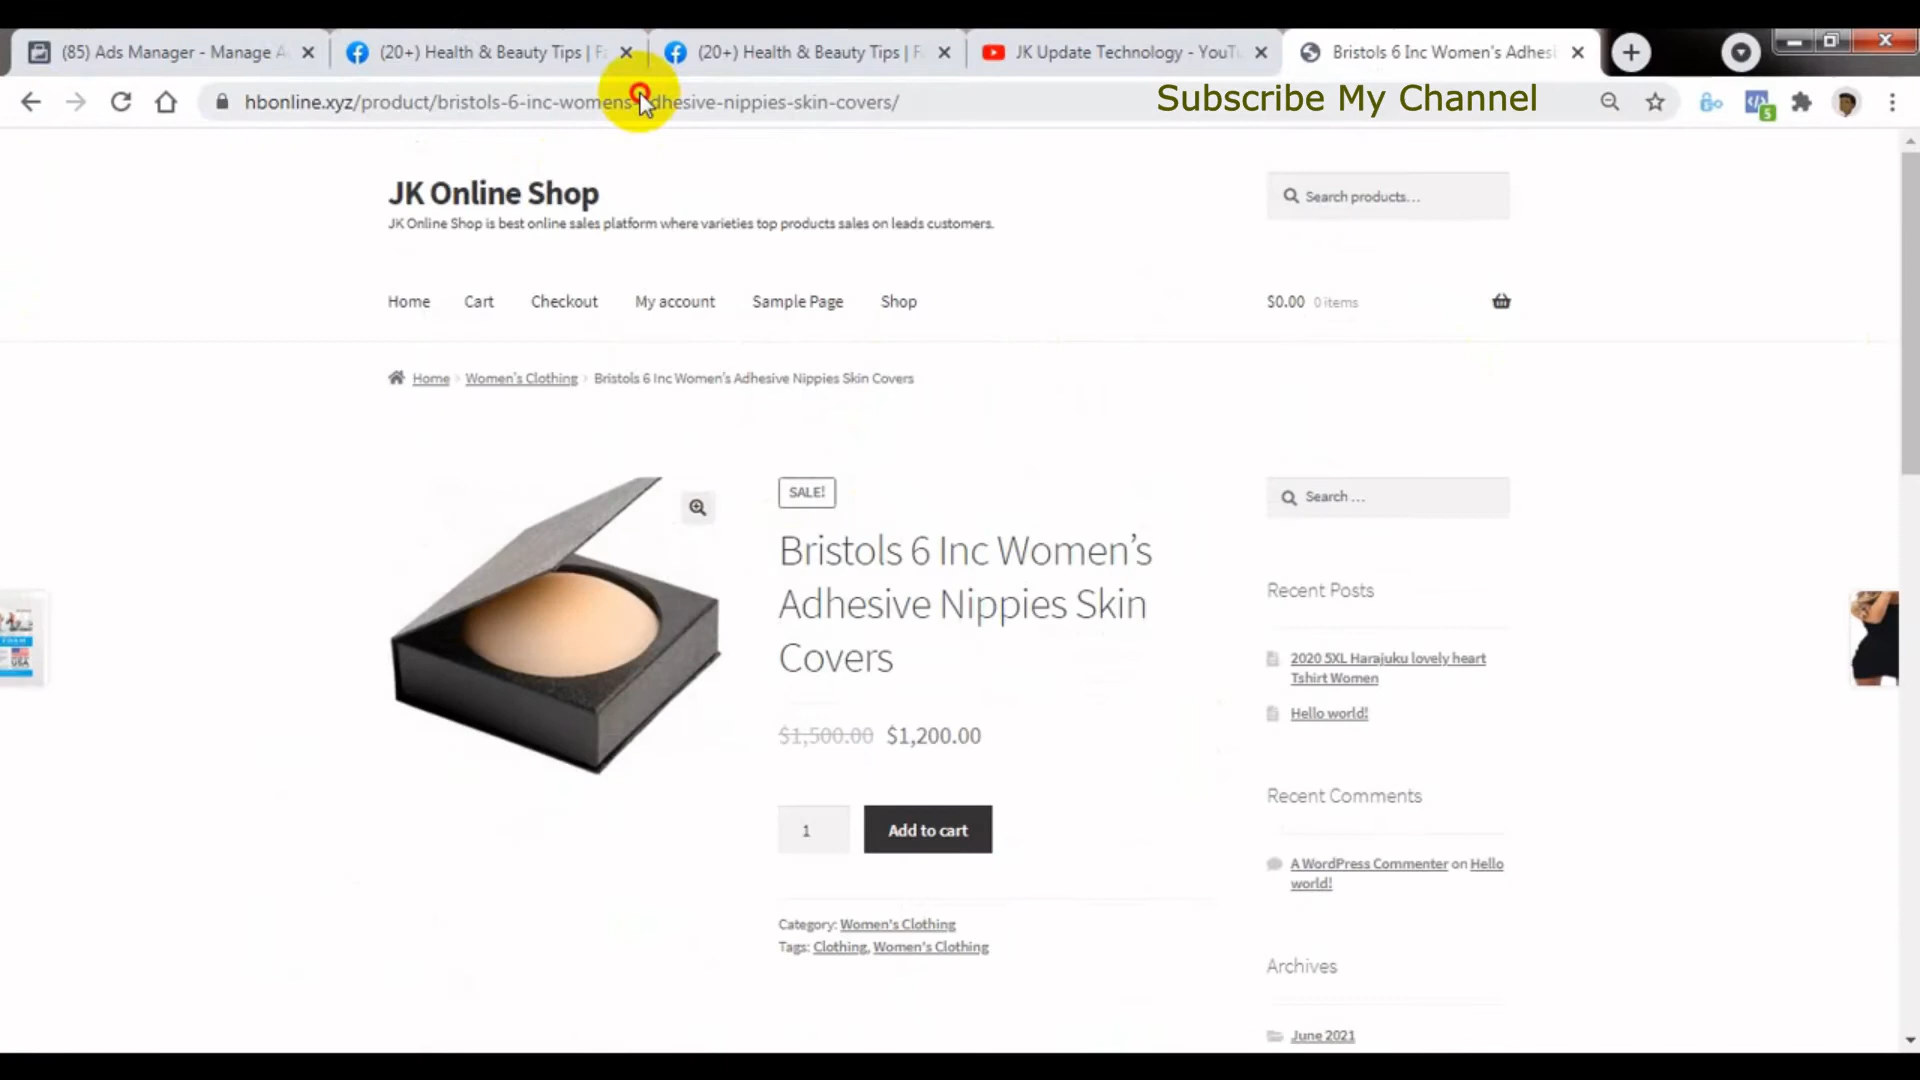 (85) Ads Manager - Manage A
(20+) Health & Beauty Tips | Fa
(20+) Health & Beauty Tips | F
JK Update Technology - YouTu
Bristols 6 Inc Women's Adhesi
hbonline.xyz/product/bristols-6-inc-womens-adhesive-nippies-skin-covers/
Subscribe My Channel
5
JK Online Shop
JK Online Shop is best online sales platform where varieties top products sales on leads customers.
Search products...
Home Cart Checkout My account Sample Page Shop
$0.00 0 items
Home Women's Clothing Bristols 6 Inc Women's Adhesive Nippies Skin Covers
SALE!
Bristols 6 Inc Women's
Adhesive Nippies Skin
Covers
$1,500.00 $1,200.00
1 Add to cart
Category: Women's Clothing
Tags: Clothing, Women's Clothing
Search ...
Recent Posts
2020 5XL Harajuku lovely heart
Tshirt Women
Hello world!
Recent Comments
A WordPress Commenter on Hello
world!
Archives
June 2021
USA